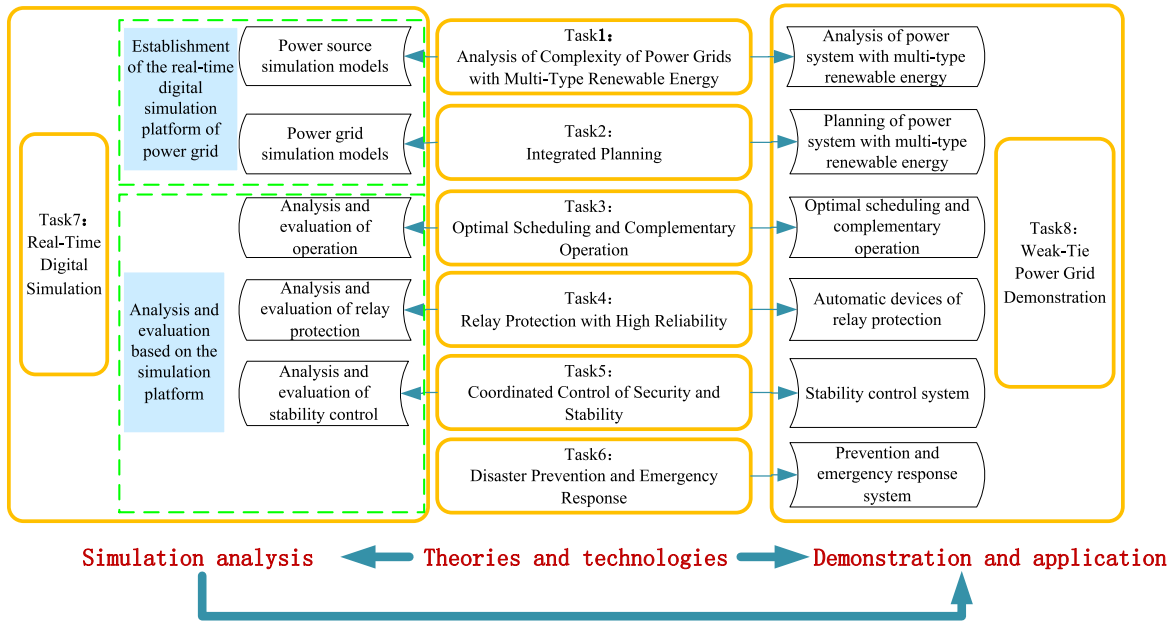 Task7：
Real-Time
Digital
Simulation
Establishment
of the real-time
digital
simulation
platform of
power grid
Analysis and
evaluation
based on the
simulation
platform
Power source
simulation models
Power grid
simulation models
Analysis and
evaluation of
operation
Analysis and
evaluation of relay
protection
Analysis and
evaluation of
stability control
Task1：
Analysis of Complexity of Power Grids
with Multi-Type Renewable Energy
Task2：
Integrated Planning
Task3：
Optimal Scheduling and Complementary
Operation
Task4：
Relay Protection with High Reliability
Task5：
Coordinated Control of Security and
Stability
Task6：
Disaster Prevention and Emergency
Response
Analysis of power
system with multi-type
renewable energy
Planning of power
system with multi-type
renewable energy
Optimal scheduling and
complementary
operation
Automatic devices of
relay protection
Stability control system
Prevention and
emergency response
system
Task8：
Weak-Tie
Power Grid
Demonstration
Simulation analysis
Theories and technologies
Demonstration and application